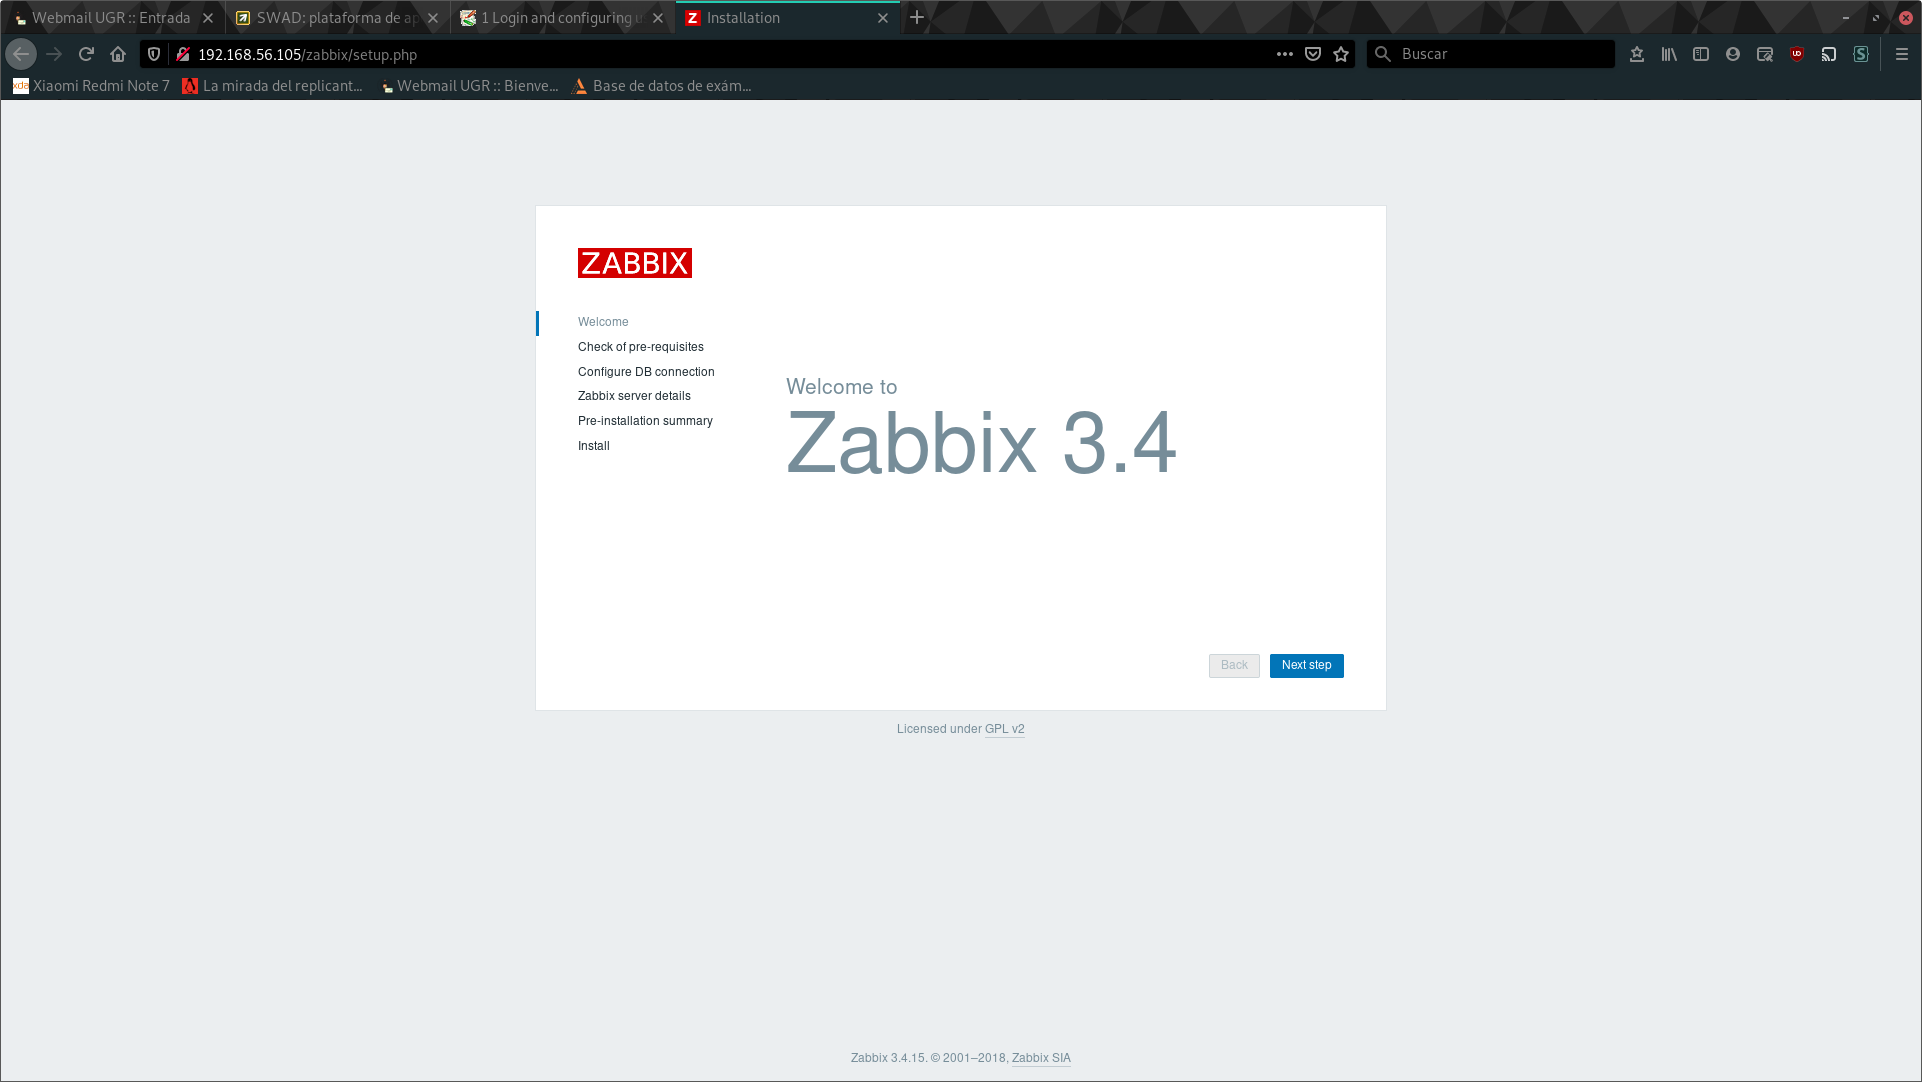 Webmail UGR :: Entrada
SWAD: plataforma de ap
1 Login and configuring u
Installation
192.168.56.105/zabbix/setup.php
Buscar
Xiaomi Redmi Note 7
La mirada del replicant...
Webmail UGR :: Bienve...
Base de datos de exám...
ZABBIX
Welcome
Check of pre-requisites
Configure DB connection
Zabbix server details
Pre-installation summary
Install
Welcome to
Zabbix 3.4
Back
Next step
Licensed under GPL v2
Zabbix 3.4.15. © 2001–2018, Zabbix SIA